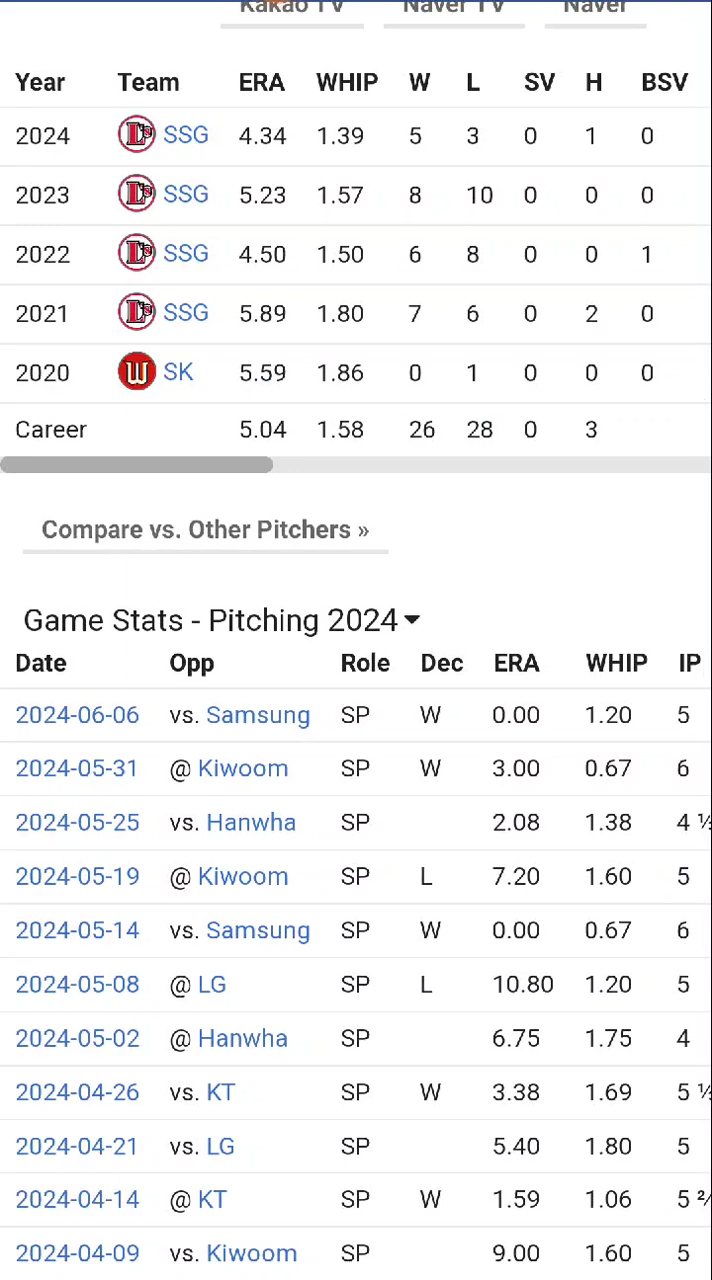 Kakao TV Naver TV Naver
Year Team ERA WHIP W L SV H BSV
2024 SSG 4.34 1.39 5 3 0 1 0
2023 SSG 5.23 1.57 8 10 0 0 0
2022 SSG 4.50 1.50 6 8 0 0 1
2021 SSG 5.89 1.80 7 6 0 2 0
2020 W SK 5.59 1.86 0 1 0 0 0
Career 5.04 1.58 26 28 0 3
Compare vs. Other Pitchers »
Game Stats - Pitching 2024
Date Opp Role Dec ERA WHIP IP
2024-06-06 vs. Samsung SP W 0.00 1.20 5
2024-05-31 @ Kiwoom SP W 3.00 0.67 6
2024-05-25 vs. Hanwha SP 2.08 1.38 4
2024-05-19 @ Kiwoom SP L 7.20 1.60 5
2024-05-14 vs. Samsung SP W 0.00 0.67 6
2024-05-08 @ LG SP L 10.80 1.20 5
2024-05-02 @ Hanwha SP 6.75 1.75 4
2024-04-26 vs. KT SP W 3.38 1.69 5
2024-04-21 vs. LG SP 5.40 1.80 5
2024-04-14 @ KT SP W 1.59 1.06 5
2024-04-09 vs. Kiwoom SP 9.00 1.60 5